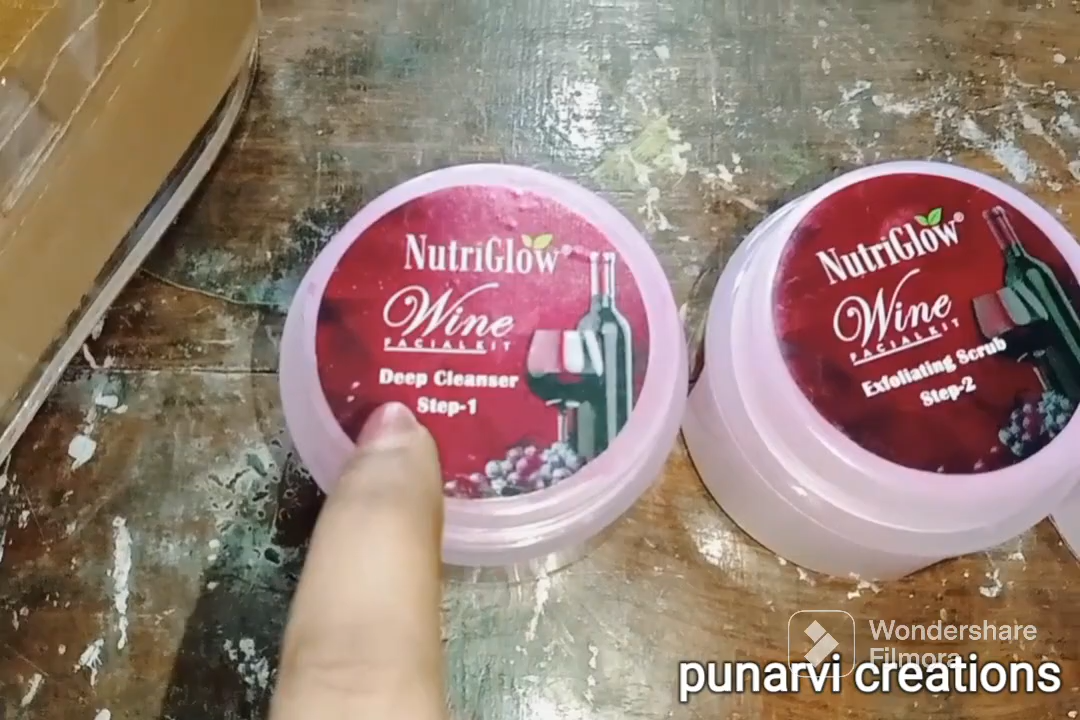 NutriGlow®
Wine
FACIAL KIT
Deep Cleanser
Step-1
NutriGlow®
Wine
FACIAL KIT
Exfoliating Scrub
Step-2
Wondershare
Filmora
punarvi creations